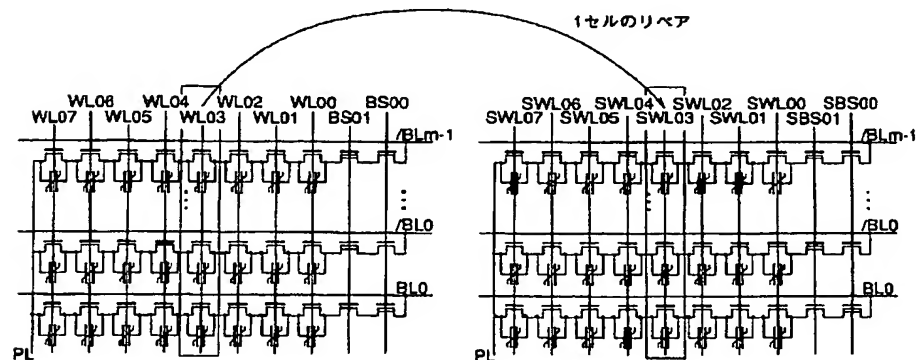 1セルのリペア
WL07 WL06 WL05 WL04 WL03 WL02 WL01 WL00 BS01 BS00
/BLm-1
/BL0
BL0
PL
SWL07 SWL06 SWL05 SWL04 SWL03 SWL02 SWL01 SWL00 SBS01 SBS00
/BLm-1
/BL0
BL0
PL